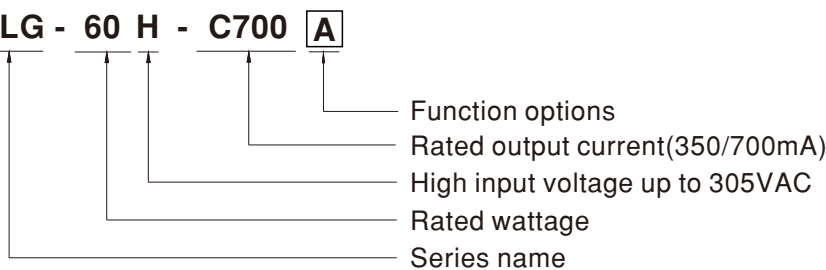 LG - 60 H - C700 A
Function options
Rated output current(350/700mA)
High input voltage up to 305VAC
Rated wattage
Series name